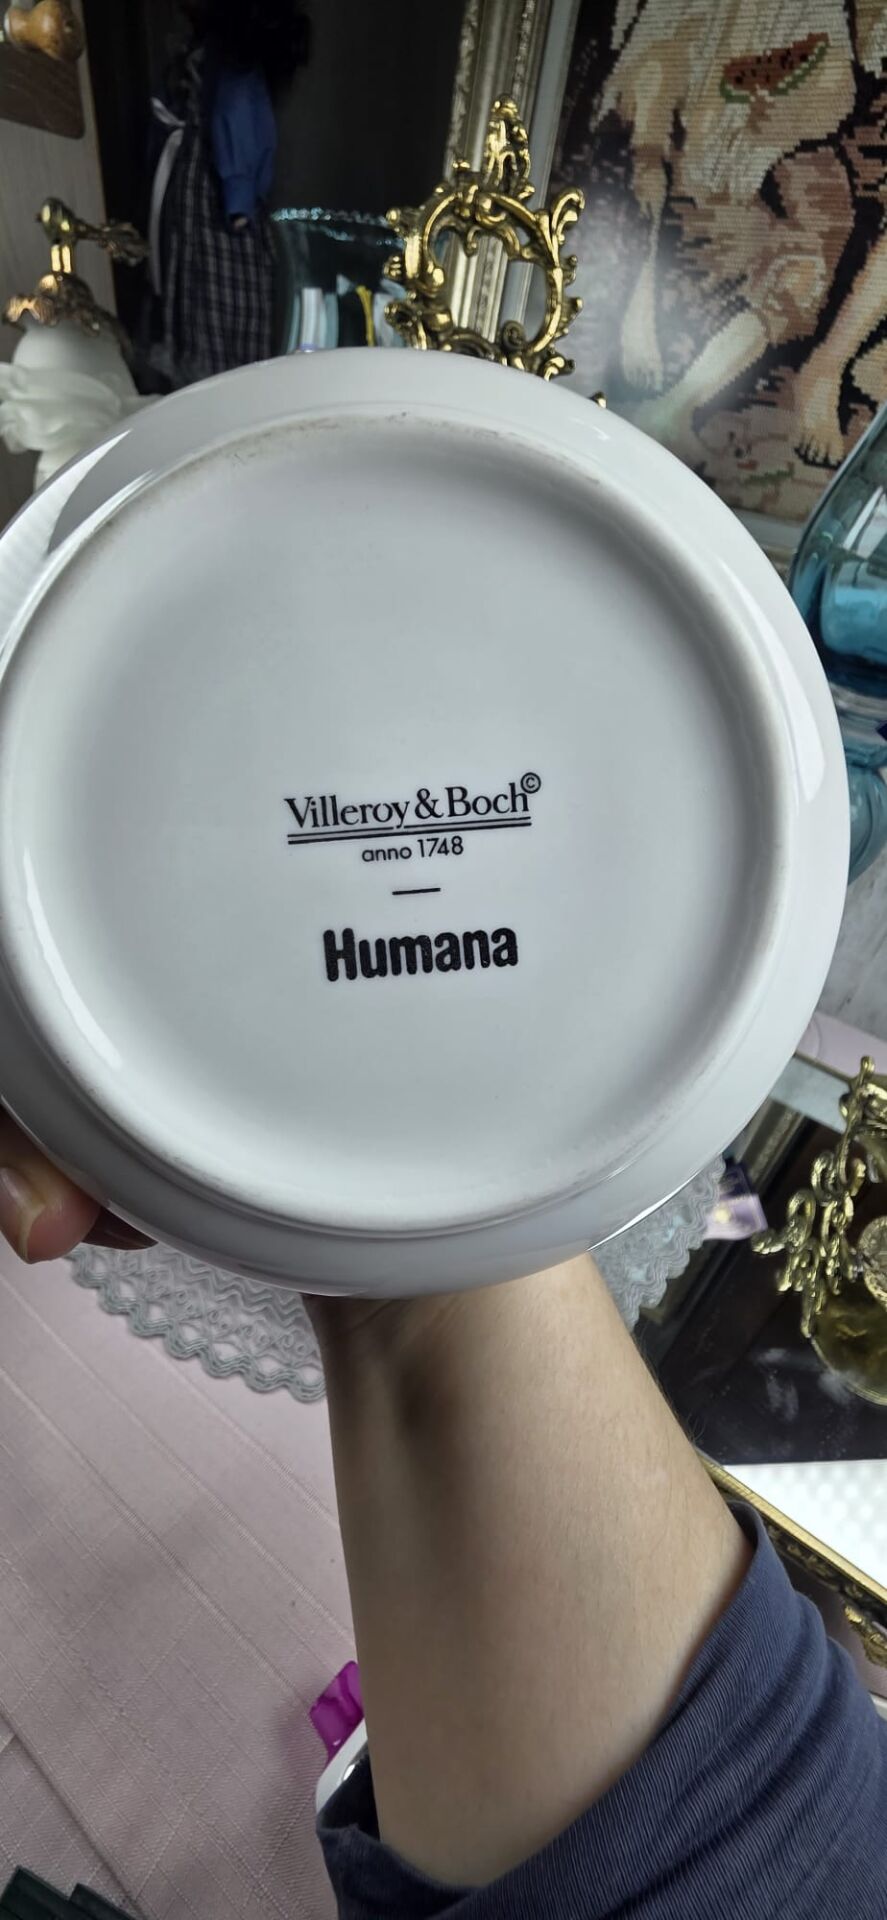 Villeroy & Boch©
anno 1748
Humana